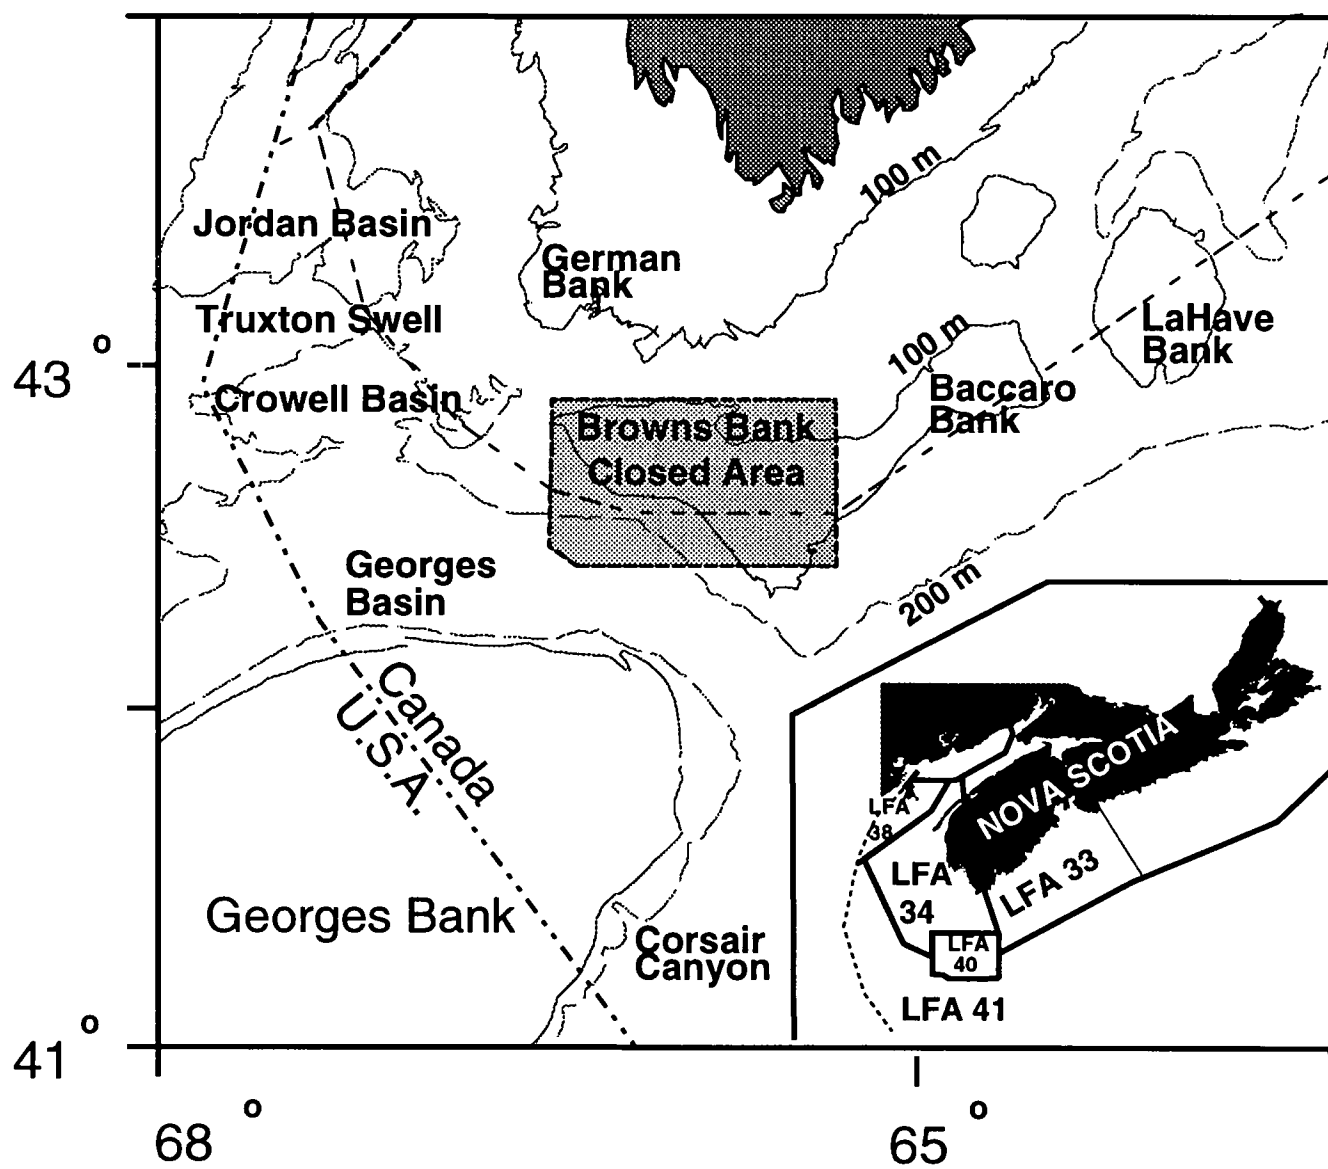 100 m
Jordan Basin
German
Bank
Truxton Swell
LaHave
Bank
100 m
43°
Baccaro
Bank
Crowell Basin
Browns Bank
Closed Area
Georges
Basin
200 m
Canada
U.S.A.
NOVA SCOTIA
LFA
38
LFA
34
LFA 33
Georges Bank
Corsair
Canyon
LFA
40
LFA 41
41°
68°
65°